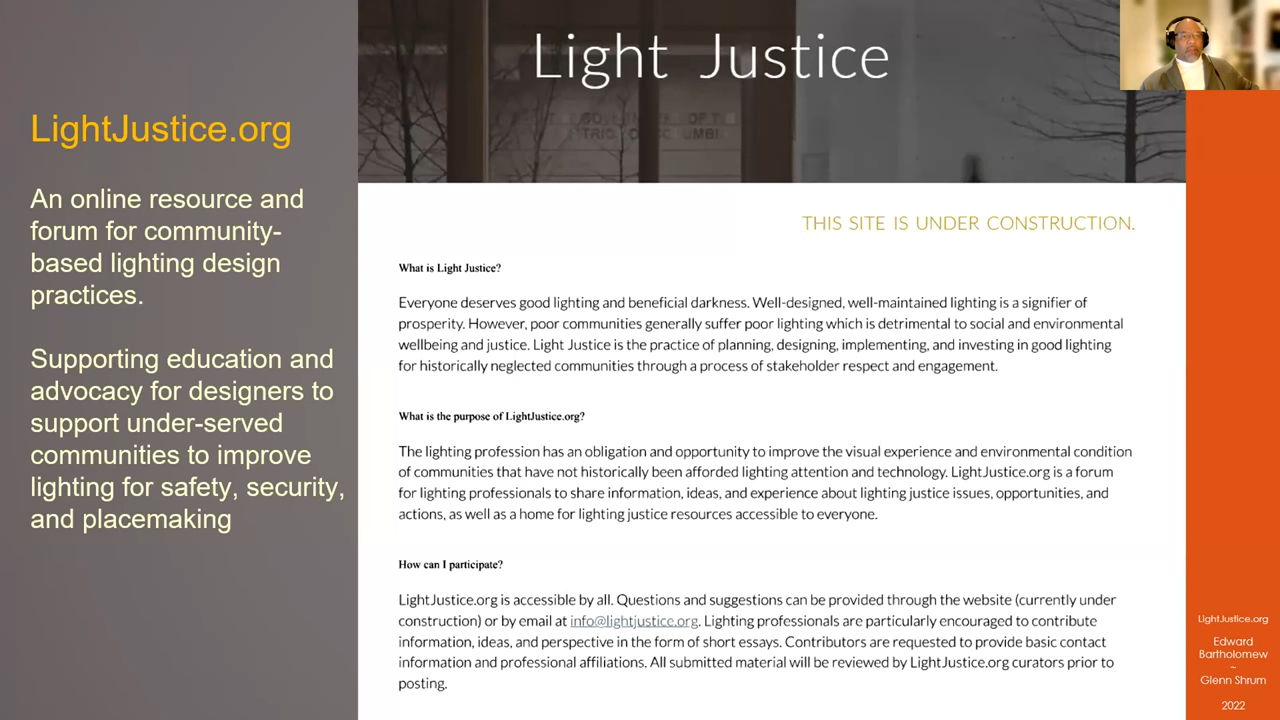 Light Justice
LightJustice.org
An online resource and
forum for community-
based lighting design
practices.
Supporting education and
advocacy for designers to
support under-served
communities to improve
lighting for safety, security,
and placemaking
THIS SITE IS UNDER CONSTRUCTION.
What is Light Justice?
Everyone deserves good lighting and beneficial darkness. Well-designed, well-maintained lighting is a signifier of
prosperity. However, poor communities generally suffer poor lighting which is detrimental to social and environmental
wellbeing and justice. Light Justice is the practice of planning, designing, implementing, and investing in good lighting
for historically neglected communities through a process of stakeholder respect and engagement.
What is the purpose of LightJustice.org?
The lighting profession has an obligation and opportunity to improve the visual experience and environmental condition
of communities that have not historically been afforded lighting attention and technology. LightJustice.org is a forum
for lighting professionals to share information, ideas, and experience about lighting justice issues, opportunities, and
actions, as well as a home for lighting justice resources accessible to everyone.
How can I participate?
LightJustice.org is accessible by all. Questions and suggestions can be provided through the website (currently under
construction) or by email at info@lightjustice.org. Lighting professionals are particularly encouraged to contribute
information, ideas, and perspective in the form of short essays. Contributors are requested to provide basic contact
information and professional affiliations. All submitted material will be reviewed by LightJustice.org curators prior to
posting.
LightJustice.org
Edward
Bartholomew
~
Glenn Shrum
2022